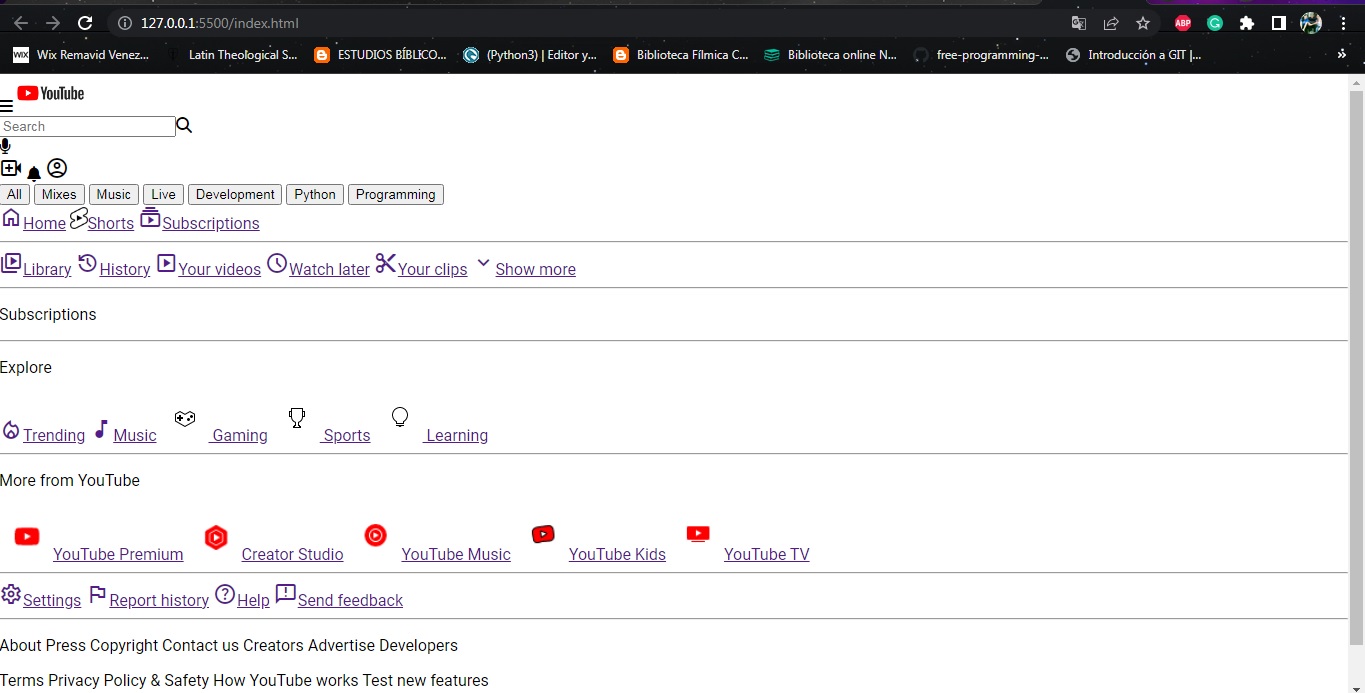 127.0.0.1:5500/index.html
ABP
WIX Wix Remavid Venez... Latin Theological S... ESTUDIOS BÍBLICO... (Python3) | Editor y... Biblioteca Fílmica C... Biblioteca online N... free-programming-... Introducción a GIT |... »
YouTube
Search
All Mixes Music Live Development Python Programming
Home Shorts Subscriptions
Library History Your videos Watch later Your clips Show more
Subscriptions
Explore
Trending Music Gaming Sports Learning
More from YouTube
YouTube Premium Creator Studio YouTube Music YouTube Kids YouTube TV
Settings Report history Help Send feedback
About Press Copyright Contact us Creators Advertise Developers
Terms Privacy Policy & Safety How YouTube works Test new features